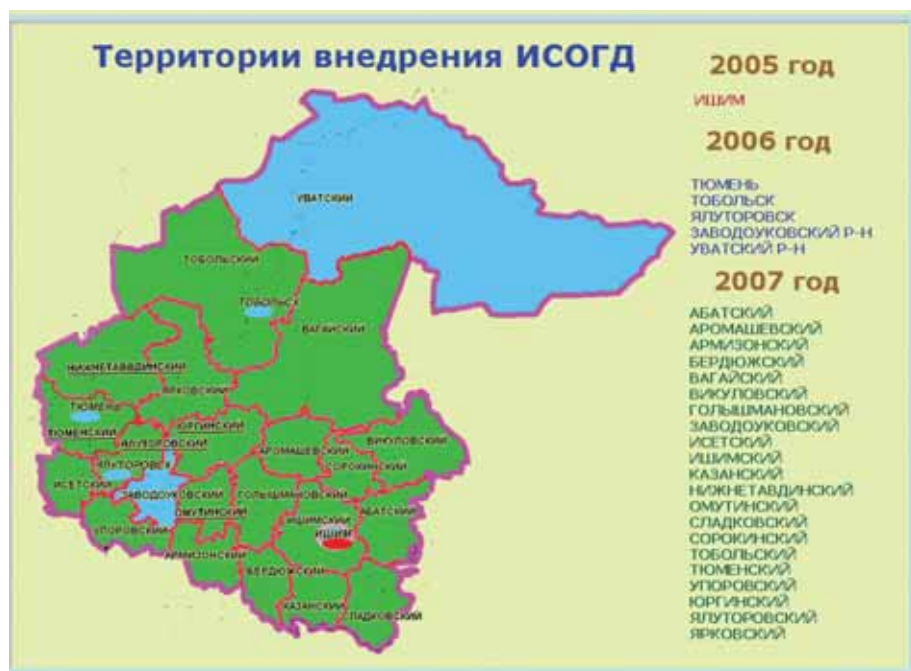 Территории внедрения ИСОГД
2005 год
ИШИМ
2006 год
ТЮМЕНЬ
ТОБОЛЬСК
ЯЛУТОРОВСК
ЗАВОДОУКОВСКИЙ Р-Н
УВАТСКИЙ Р-Н
2007 год
АБАТСКИЙ
АРОМАШЕВСКИЙ
АРМИЗОНСКИЙ
БЕРДЮЖСКИЙ
ВАГАЙСКИЙ
ВИКУЛОВСКИЙ
ГОЛЫШМАНОВСКИЙ
ЗАВОДОУКОВСКИЙ
ИСЕТСКИЙ
ИШИМСКИЙ
КАЗАНСКИЙ
НИЖНЕТАВДИНСКИЙ
ОМУТИНСКИЙ
СЛАДКОВСКИЙ
СОРОКИНСКИЙ
ТОБОЛЬСКИЙ
ТЮМЕНСКИЙ
УПОРОВСКИЙ
ЮРГИНСКИЙ
ЯЛУТОРОВСКИЙ
ЯРКОВСКИЙ
УВАТСКИЙ
ТОБОЛЬСКИЙ
ТОБОЛЬСК
ВАГАЙСКИЙ
НИЖНЕТАВДИНСКИЙ
ЯРКОВСКИЙ
ТЮМЕНЬ
ТЮМЕНСКИЙ
ЮРГИНСКИЙ
ЯЛУТОРОВСКИЙ
ВИКУЛОВСКИЙ
АРОМАШЕВСКИЙ
ЯЛУТОРОВСК
СОРОКИНСКИЙ
ИСЕТСКИЙ
ЗАВОДОУКОВСКИЙ
ГОЛЫШМАНОВСКИЙ
ОМУТИНСКИЙ
АБАТСКИЙ
ИШИМСКИЙ
УПОРОВСКИЙ
ИШИМ
АРМИЗОНСКИЙ
БЕРДЮЖСКИЙ
КАЗАНСКИЙ
СЛАДКОВСКИЙ